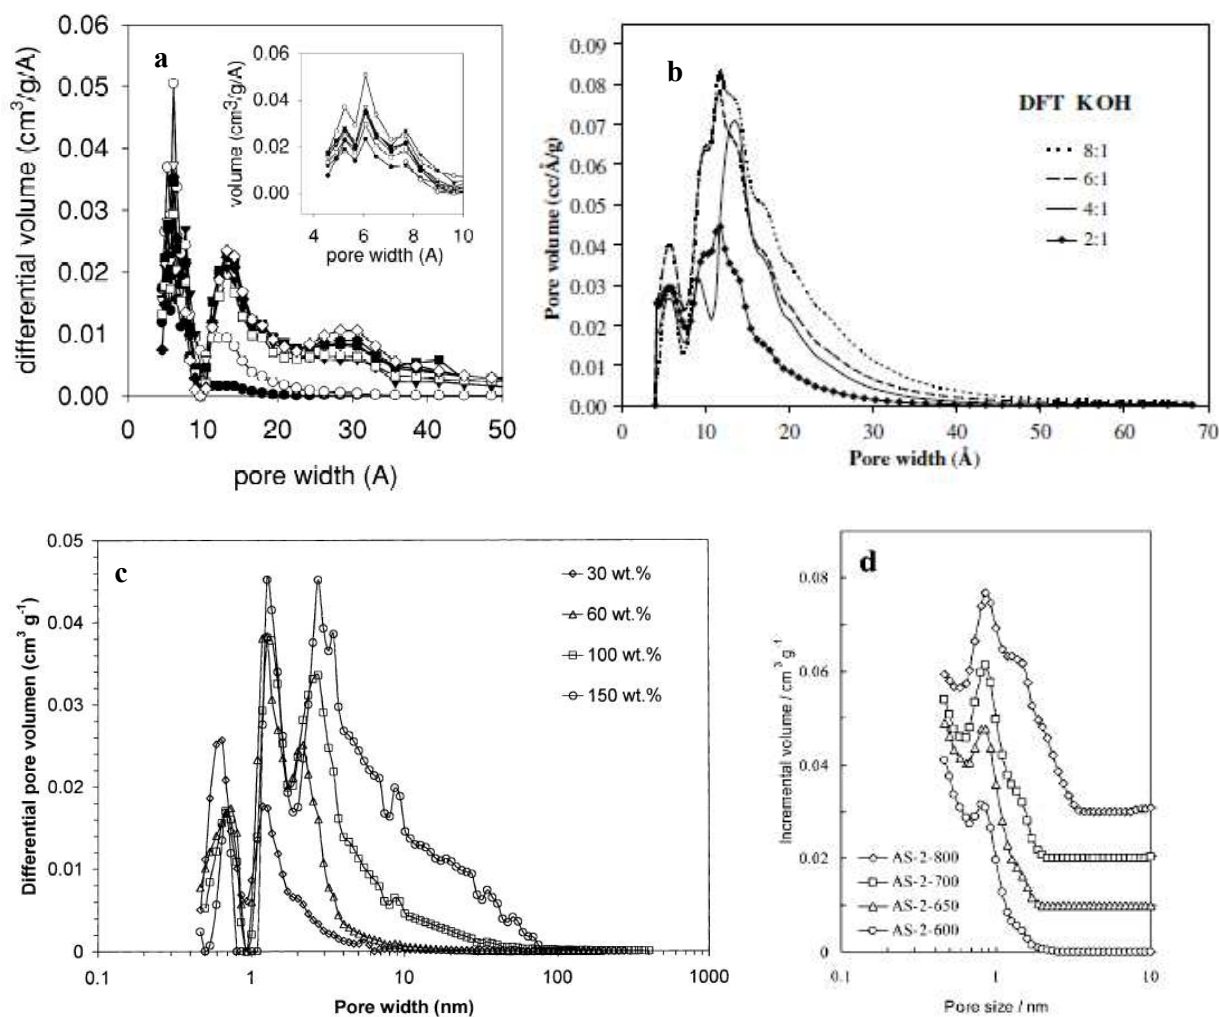 a
0.06
0.05
0.04
0.03
0.02
0.01
0.00
differential volume (cm³/g/A)
0 10 20 30 40 50
pore width (A)
0.06
0.04
0.02
0.00
volume (cm³/g/A)
4 6 8 10
pore width (A)
b
0.09
0.08
0.07
0.06
0.05
0.04
0.03
0.02
0.01
0.00
Pore volume (cc/Å/g)
DFT KOH
8:1
6:1
4:1
2:1
0 10 20 30 40 50 60 70
Pore width (Å)
c
0.05
0.04
0.03
0.02
0.01
0
Differential pore volumen (cm³ g⁻¹)
30 wt.%
60 wt.%
100 wt.%
150 wt.%
0.1 1 10 100 1000
Pore width (nm)
d
0.08
0.06
0.04
0.02
0
Incremental volume / cm³ g⁻¹
AS-2-800
AS-2-700
AS-2-650
AS-2-600
0.1 1 10
Pore size / nm